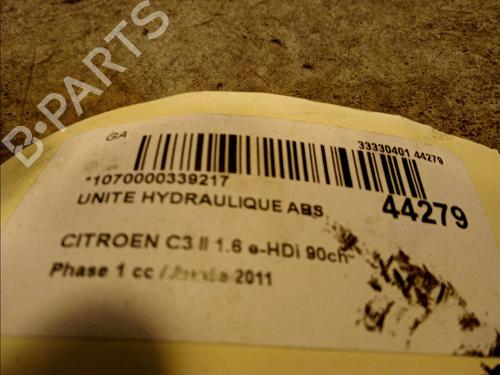 B-PARTS
GA
33330401 44279
*1070000339217
UNITE HYDRAULIQUE ABS
44279
CITROEN C3 II 1.6 e-HDi 90ch
Phase 1 cc / 2011